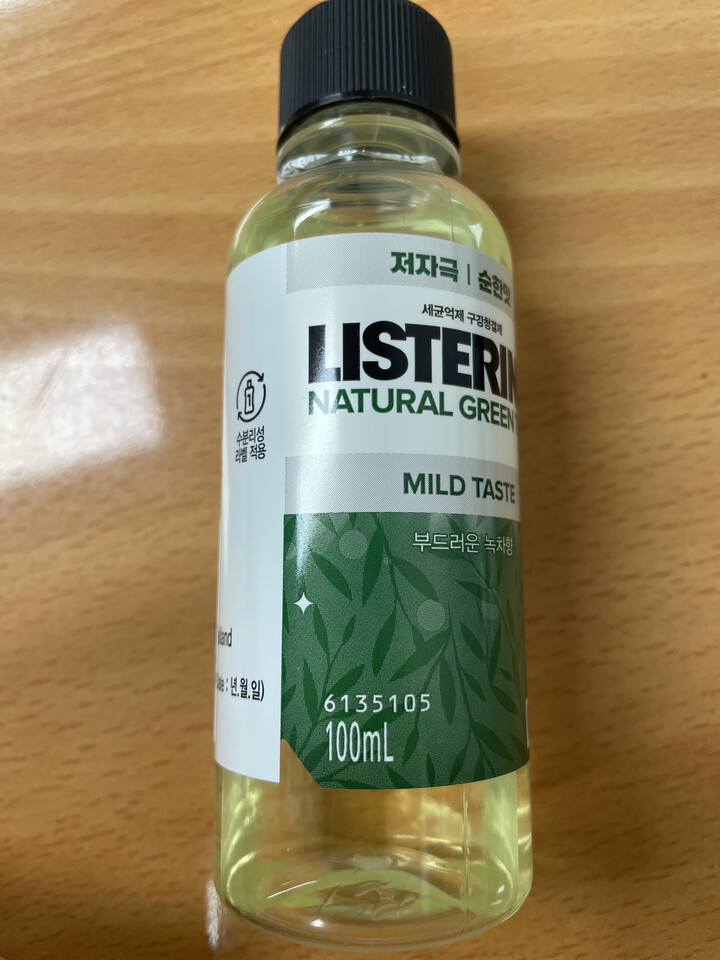 저자극 | 순한맛
세균억제 구강청결제
LISTERIN
NATURAL GREEN
MILD TASTE
부드러운 녹차향
6135105
100mL
수분리성
라벨 적용
년.월.일)